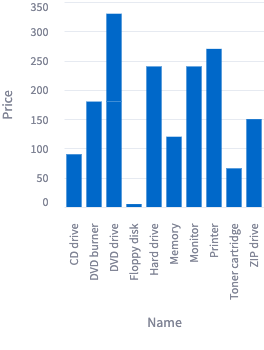 350
300
250
200
150
100
50
0
Price
CD drive
DVD burner
DVD drive
Floppy disk
Hard drive
Memory
Monitor
Printer
Toner cartridge
ZIP drive
Name